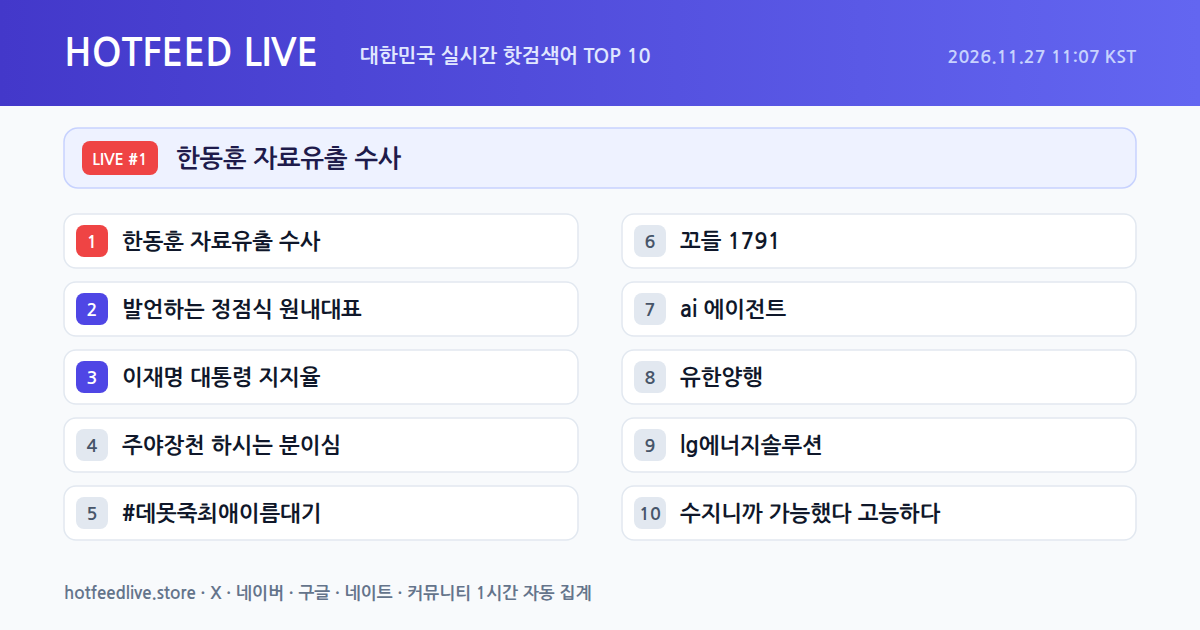 HOTFEED LIVE 대한민국 실시간 핫검색어 TOP 10 2026.11.27 11:07 KST
LIVE #1 한동훈 자료유출 수사
1 한동훈 자료유출 수사
2 발언하는 정점식 원내대표
3 이재명 대통령 지지율
4 주야장천 하시는 분이심
5 #데못죽최애이름대기
6 꼬들 1791
7 ai 에이전트
8 유한양행
9 lg에너지솔루션
10 수지니까 가능했다 고능하다
hotfeedlive.store · X · 네이버 · 구글 · 네이트 · 커뮤니티 1시간 자동 집계